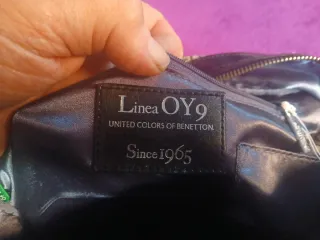 Linea OY9
UNITED COLORS OF BENETTON.
Since 1965